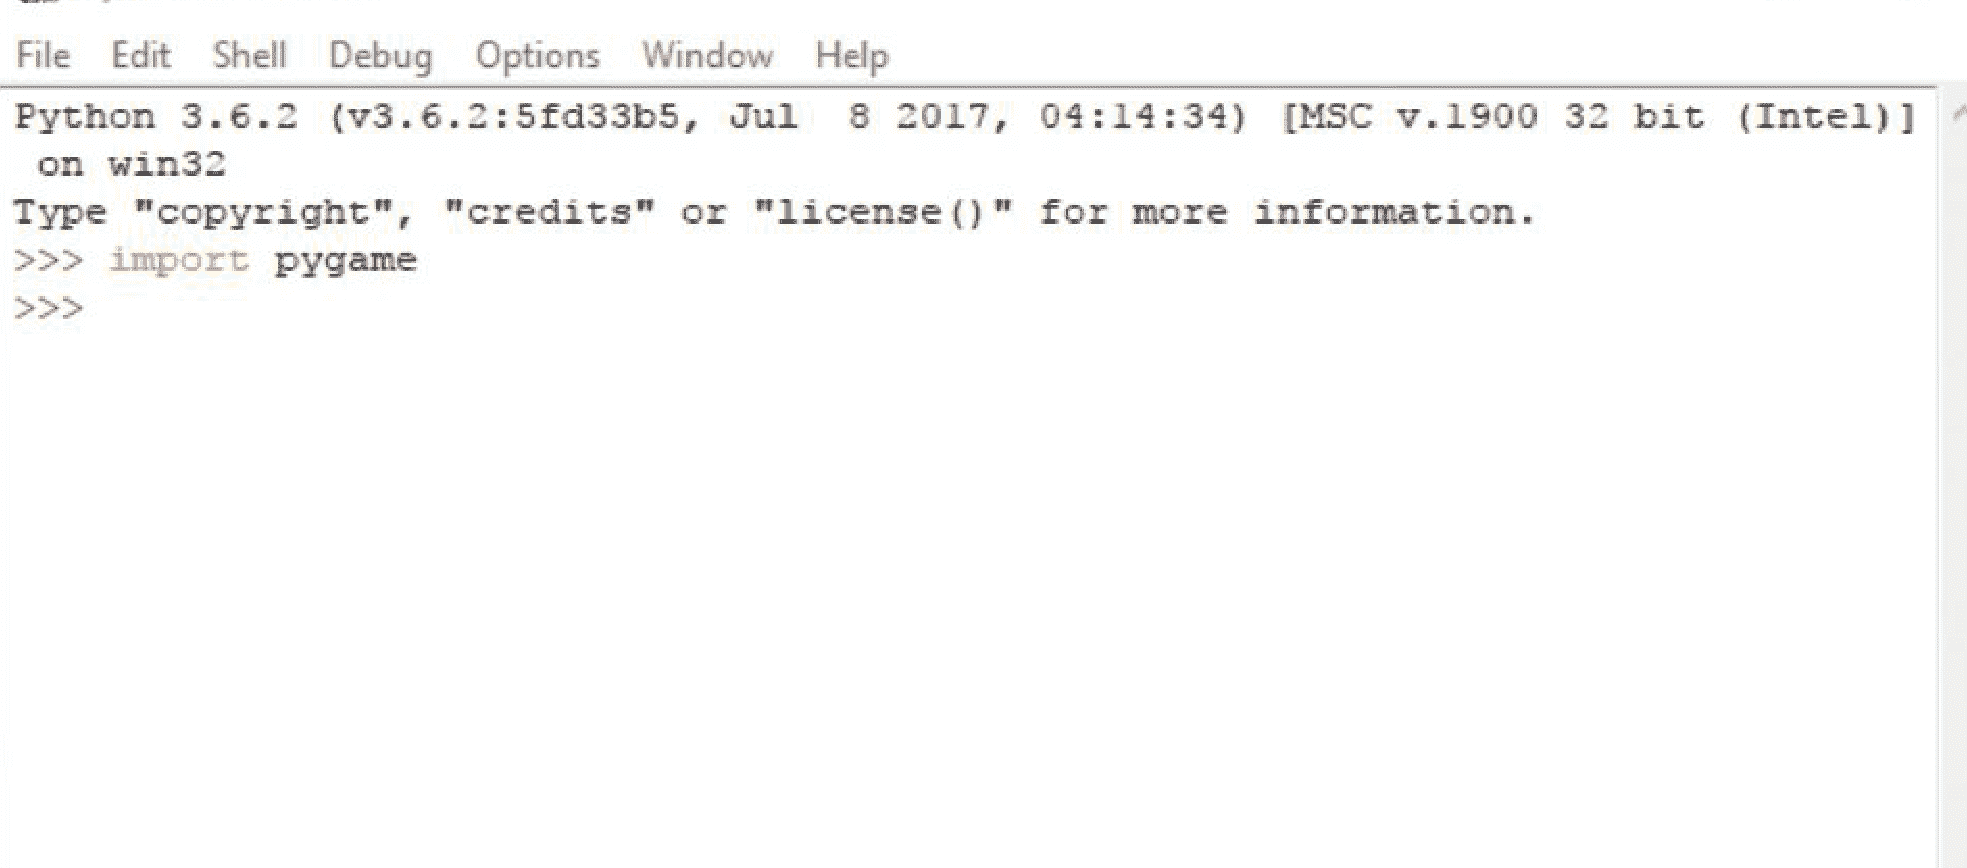 File Edit Shell Debug Options Window Help
Python 3.6.2 (v3.6.2:5fd33b5, Jul  8 2017, 04:14:34) [MSC v.1900 32 bit (Intel)]
 on win32
Type "copyright", "credits" or "license()" for more information.
>>> import pygame
>>>